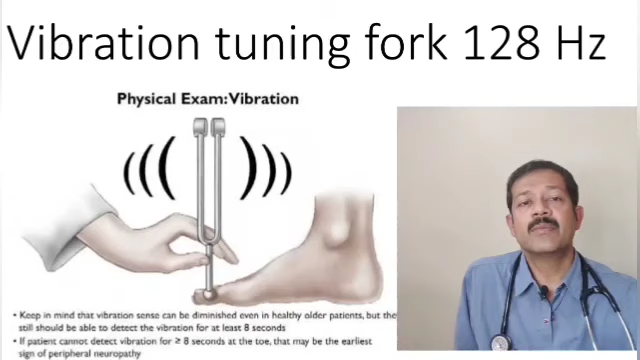 Vibration tuning fork 128 Hz
Physical Exam: Vibration
• Keep in mind that vibration sense can be diminished even in healthy older patients, but the
still should be able to detect the vibration for at least 8 seconds
• If patient cannot detect vibration for ≥ 8 seconds at the toe, that may be the earliest
sign of peripheral neuropathy